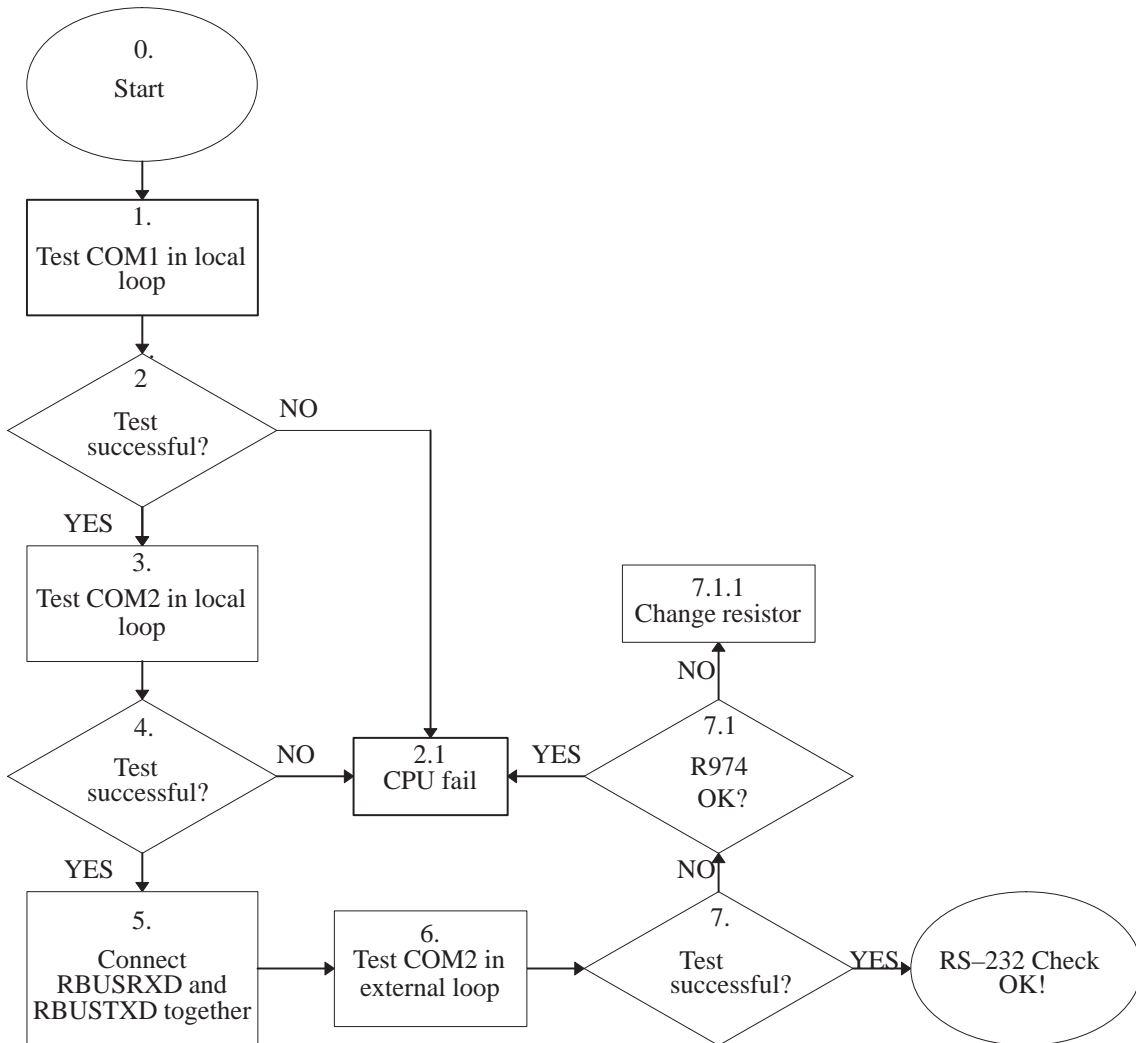 0.
Start
1.
Test COM1 in local
loop
2.
Test
successful?
NO
YES
3.
Test COM2 in local
loop
4.
Test
successful?
NO
2.1
CPU fail
YES
7.1
R974
OK?
NO
7.1.1
Change resistor
YES
5.
Connect
RBUSRXD and
RBUSTXD together
6.
Test COM2 in
external loop
7.
Test
successful?
NO
YES
RS–232 Check
OK!